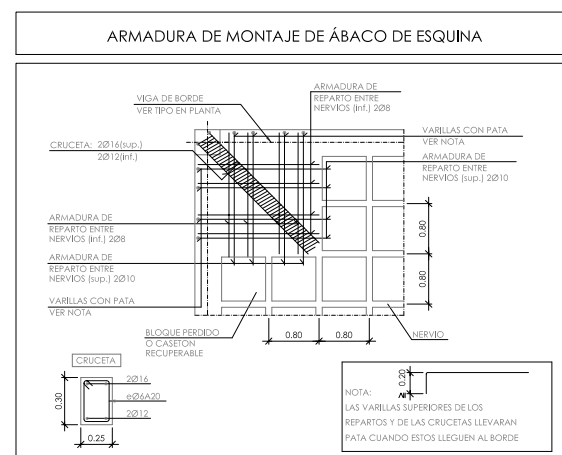 ARMADURA DE MONTAJE DE ÁBACO DE ESQUINA
ARMADURA DE
REPARTO ENTRE
NERVÍOS (inf.) 2Ø8
VIGA DE BORDE
VER TIPO EN PLANTA
VARILLAS CON PATA
VER NOTA
CRUCETA: 2Ø16(sup.)
2Ø12(inf.)
ARMADURA DE
REPARTO ENTRE
NERVIOS (sup.) 2Ø10
ARMADURA DE
REPARTO ENTRE
NERVÍOS (inf.) 2Ø8
ARMADURA DE
REPARTO ENTRE
NERVIOS (sup.) 2Ø10
VARILLAS CON PATA
VER NOTA
0.80
0.80
BLOQUE PERDIDO
O CASETON
RECUPERABLE
0.80
0.80
NERVIO
CRUCETA
2Ø16
eØ6A20
2Ø12
0.30
0.25
0.20
NOTA:
LAS VARILLAS SUPERIORES DE LOS
REPARTOS Y DE LAS CRUCETAS LLEVARAN
PATA CUANDO ESTOS LLEGUEN AL BORDE